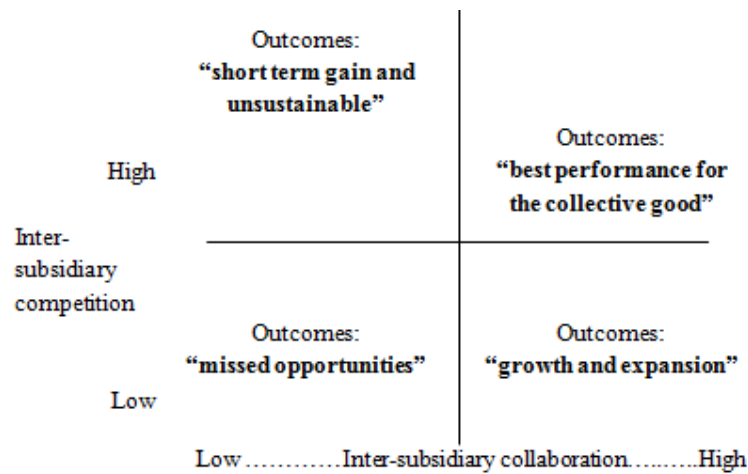 Outcomes:
“short term gain and
unsustainable”
Outcomes:
“best performance for
the collective good”
High
Inter-
subsidiary
competition
Outcomes:
“missed opportunities”
Outcomes:
“growth and expansion”
Low
Low …………Inter-subsidiary collaboration…..…..High